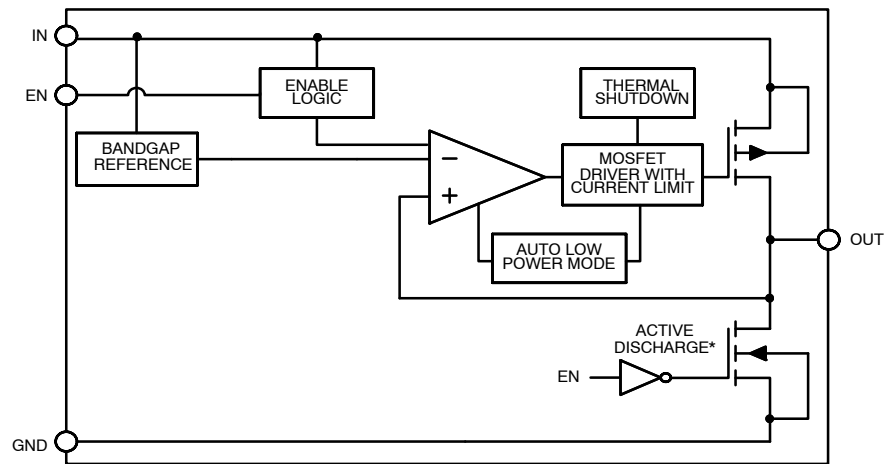 IN
EN
ENABLE
LOGIC
THERMAL
SHUTDOWN
BANDGAP
REFERENCE
−
+
MOSFET
DRIVER WITH
CURRENT LIMIT
AUTO LOW
POWER MODE
OUT
ACTIVE
DISCHARGE*
EN
GND